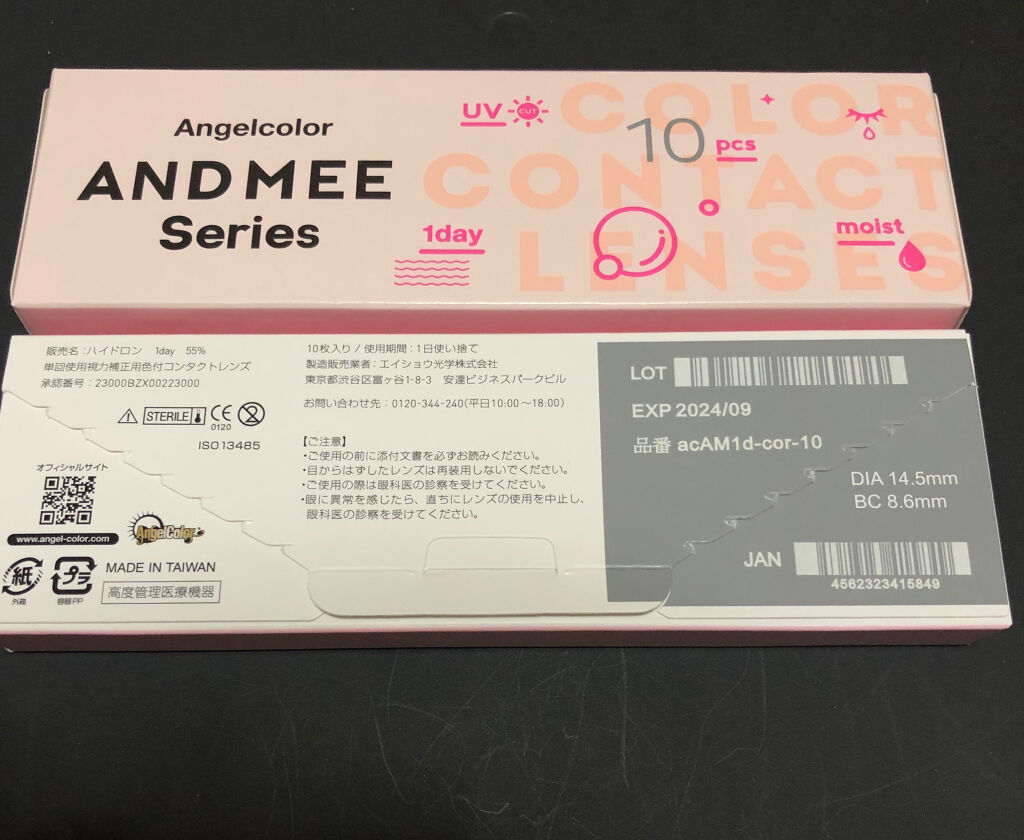 Angelcolor
ANDMEE
Series
UV CUT
10 pcs
1day
moist
COLOR
CONTACT
LENSES
販売名：ハイドロン 1day 55%
単回使用視力補正用色付コンタクトレンズ
承認番号：23000BZX00223000
STERILE
CE
0120
2
ISO13485
オフィシャルサイト
www.angel-color.com
AngelColor
紙
外箱
プラ
容器PP
MADE IN TAIWAN
高度管理医療機器
10枚入り / 使用期間：1日使い捨て
製造販売業者：エイショウ光学株式会社
東京都渋谷区富ヶ谷1-8-3 安達ビジネスパークビル
お問い合わせ先：0120-344-240(平日10:00～18:00)
【ご注意】
・ご使用の前に添付文書を必ずお読みください。
・目からはずしたレンズは再装用しないでください。
・ご使用の際は眼科医の診察を受けてください。
・眼に異常を感じたら、直ちにレンズの使用を中止し、
眼科医の診察を受けてください。
LOT
EXP 2024/09
品番 acAM1d-cor-10
DIA 14.5mm
BC 8.6mm
JAN
4562323415849